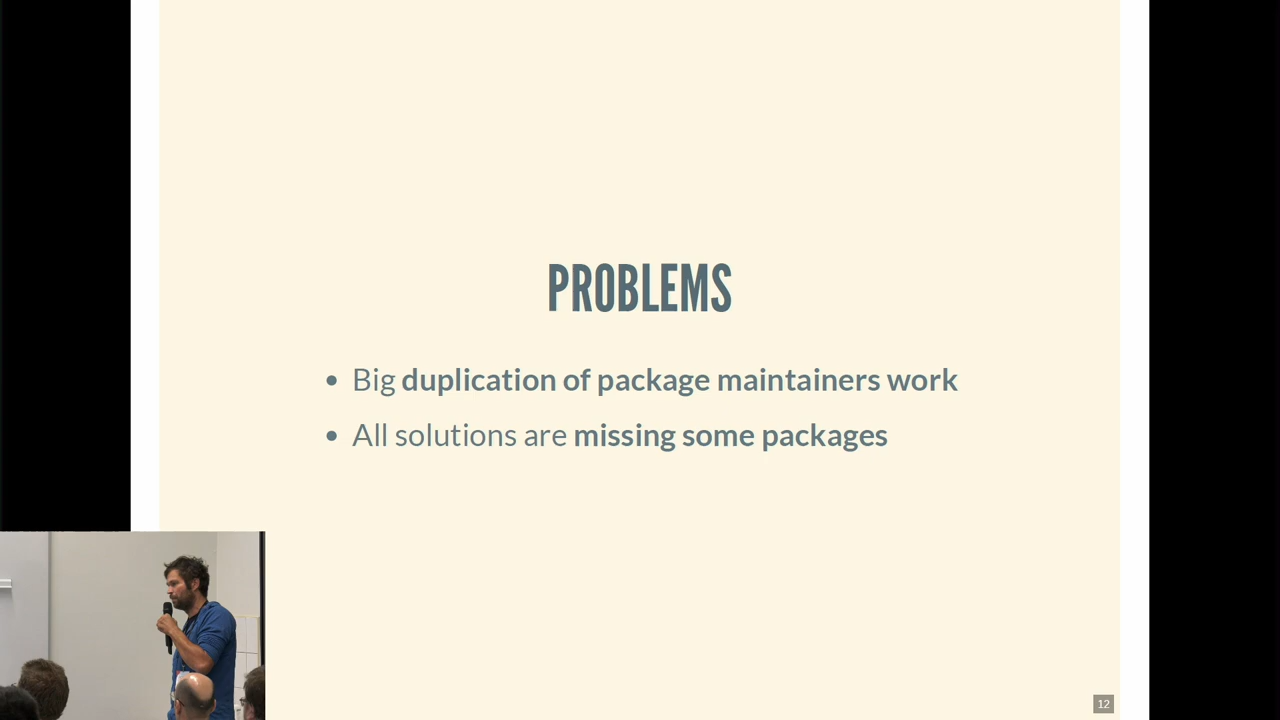 PROBLEMS
Big duplication of package maintainers work
All solutions are missing some packages
12